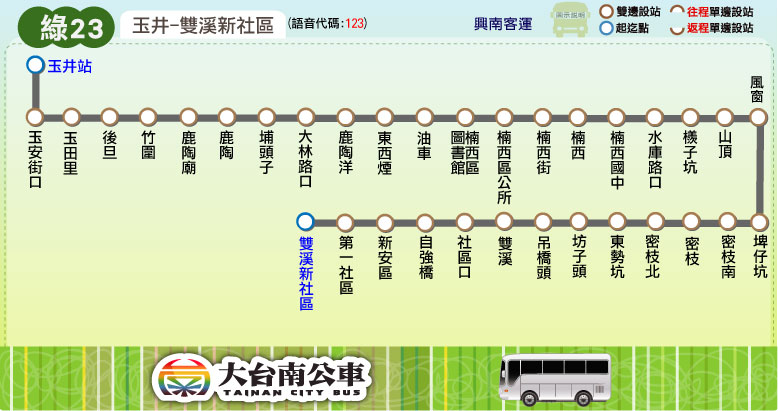 綠23
玉井-雙溪新社區
(語音代碼:123)
興南客運
圖示說明
雙邊設站
起迄點
往程單邊設站
返程單邊設站
玉井站
玉安街口
玉田里
後旦
竹圍
鹿陶廟
鹿陶
埔頭子
大林路口
鹿陶洋
東西煙
油車
楠西區圖書館
楠西區公所
楠西街
楠西
楠西國中
水庫路口
檨子坑
山頂
風窗
埤仔坑
密枝南
密枝
密枝北
東勢坑
坊子頭
吊橋頭
雙溪
社區口
自強橋
新安區
第一社區
雙溪新社區
大台南公車
TAINAN CITY BUS